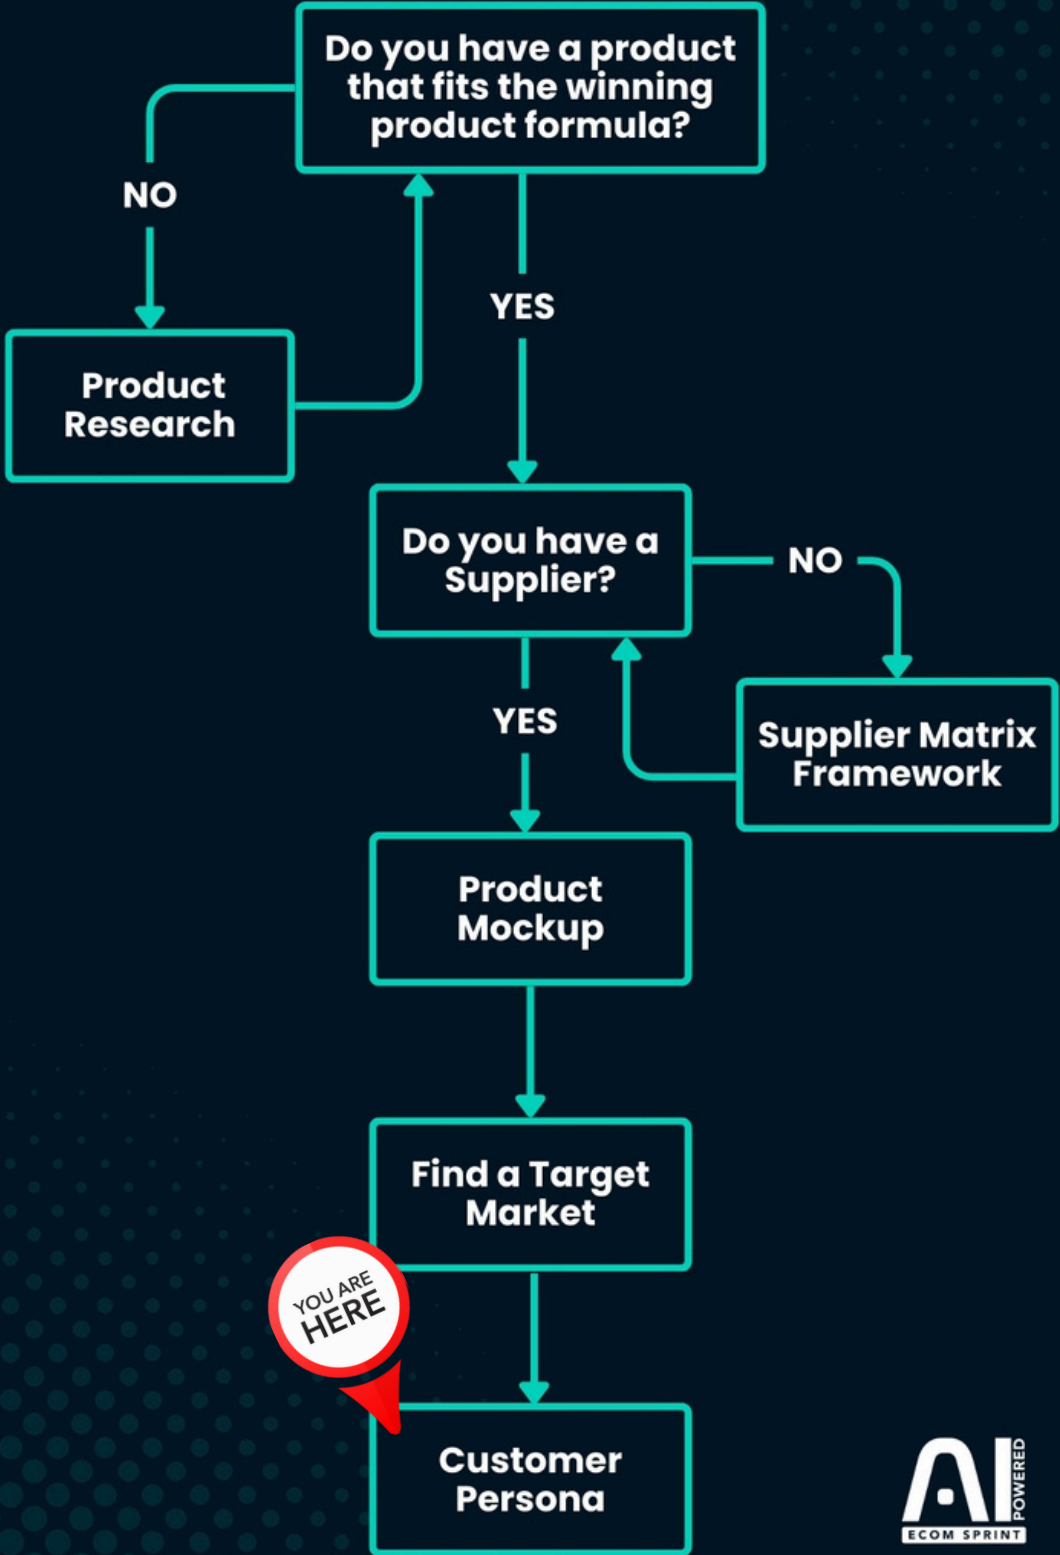 Do you have a product
that fits the winning
product formula?
NO
YES
Product
Research
Do you have a
Supplier?
NO
YES
Supplier Matrix
Framework
Product
Mockup
Find a Target
Market
YOU ARE
HERE
Customer
Persona
AI
POWERED
ECOM SPRINT